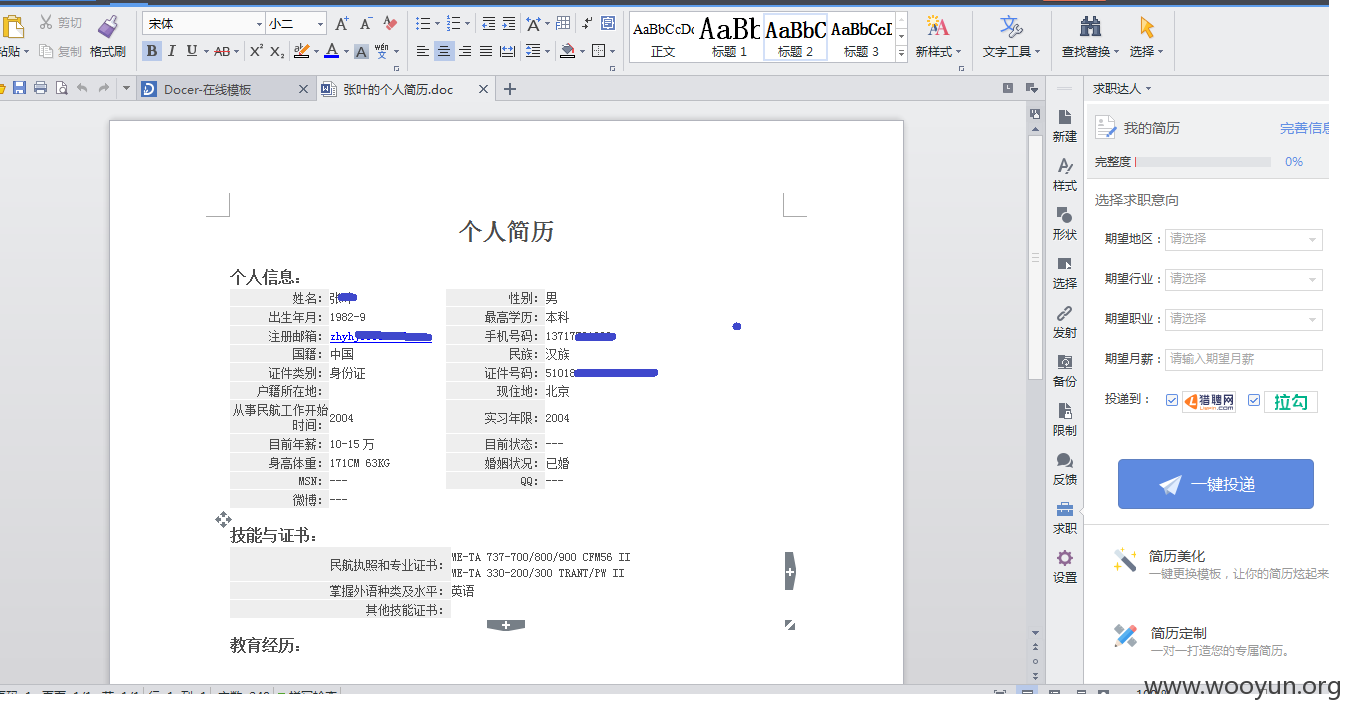 宋体 小二
剪切
粘贴 复制 格式刷
B I U AB X² X₂ A A wén 变
AaBbCcDc AaBb AaBbC AaBbCcI
正文 标题 1 标题 2 标题 3
新样式 文字工具 查找替换 选择
Docer-在线模板 张叶的个人简历.doc
求职达人
新建
样式
形状
选择
发射
备份
限制
反馈
求职
设置
我的简历 完善信息
完整度 0%
选择求职意向
期望地区： 请选择
期望行业： 请选择
期望职业： 请选择
期望月薪： 请输入期望月薪
投递到： 猎聘网 Liepin.com 拉勾
一键投递
简历美化
一键更换模板，让你的简历炫起来
简历定制
一对一打造您的专属简历。
个人简历
个人信息：
姓名： 张 性别： 男
出生年月： 1982-9 最高学历： 本科
注册邮箱： zhyhy 手机号码： 13717
国籍： 中国 民族： 汉族
证件类别： 身份证 证件号码： 51018
户籍所在地： 现住地： 北京
从事民航工作开始
时间： 2004 实习年限： 2004
目前年薪： 10-15 万 目前状态： ---
身高体重： 171CM 63KG 婚姻状况： 已婚
MSN： --- QQ： ---
微博： ---
技能与证书：
民航执照和专业证书： ME-TA 737-700/800/900 CFM56 II
ME-TA 330-200/300 TRANT/PW II
掌握外语种类及水平： 英语
其他技能证书：
教育经历：
www.wooyun.org